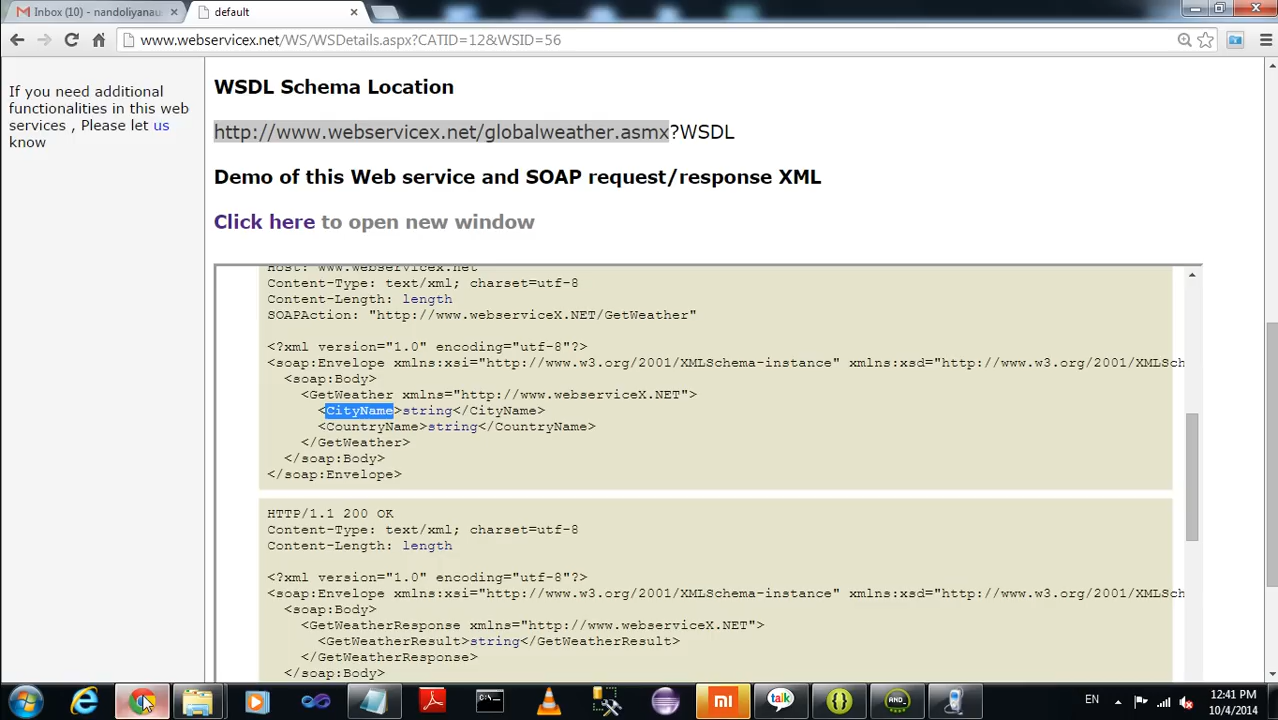 Inbox (10) - nandoliyanau
default
www.webservicex.net/WS/WSDetails.aspx?CATID=12&WSID=56
If you need additional
functionalities in this web
services , Please let us
know
WSDL Schema Location
http://www.webservicex.net/globalweather.asmx?WSDL
Demo of this Web service and SOAP request/response XML
Click here to open new window
Host: www.webservicex.net
Content-Type: text/xml; charset=utf-8
Content-Length: length
SOAPAction: "http://www.webserviceX.NET/GetWeather"
<?xml version="1.0" encoding="utf-8"?>
<soap:Envelope xmlns:xsi="http://www.w3.org/2001/XMLSchema-instance" xmlns:xsd="http://www.w3.org/2001/XMLSch
<soap:Body>
<GetWeather xmlns="http://www.webserviceX.NET">
<CityName>string</CityName>
<CountryName>string</CountryName>
</GetWeather>
</soap:Body>
</soap:Envelope>
HTTP/1.1 200 OK
Content-Type: text/xml; charset=utf-8
Content-Length: length
<?xml version="1.0" encoding="utf-8"?>
<soap:Envelope xmlns:xsi="http://www.w3.org/2001/XMLSchema-instance" xmlns:xsd="http://www.w3.org/2001/XMLSch
<soap:Body>
<GetWeatherResponse xmlns="http://www.webserviceX.NET">
<GetWeatherResult>string</GetWeatherResult>
</GetWeatherResponse>
</soap:Body>
mi
talk
AND_
EN
12:41 PM
10/4/2014